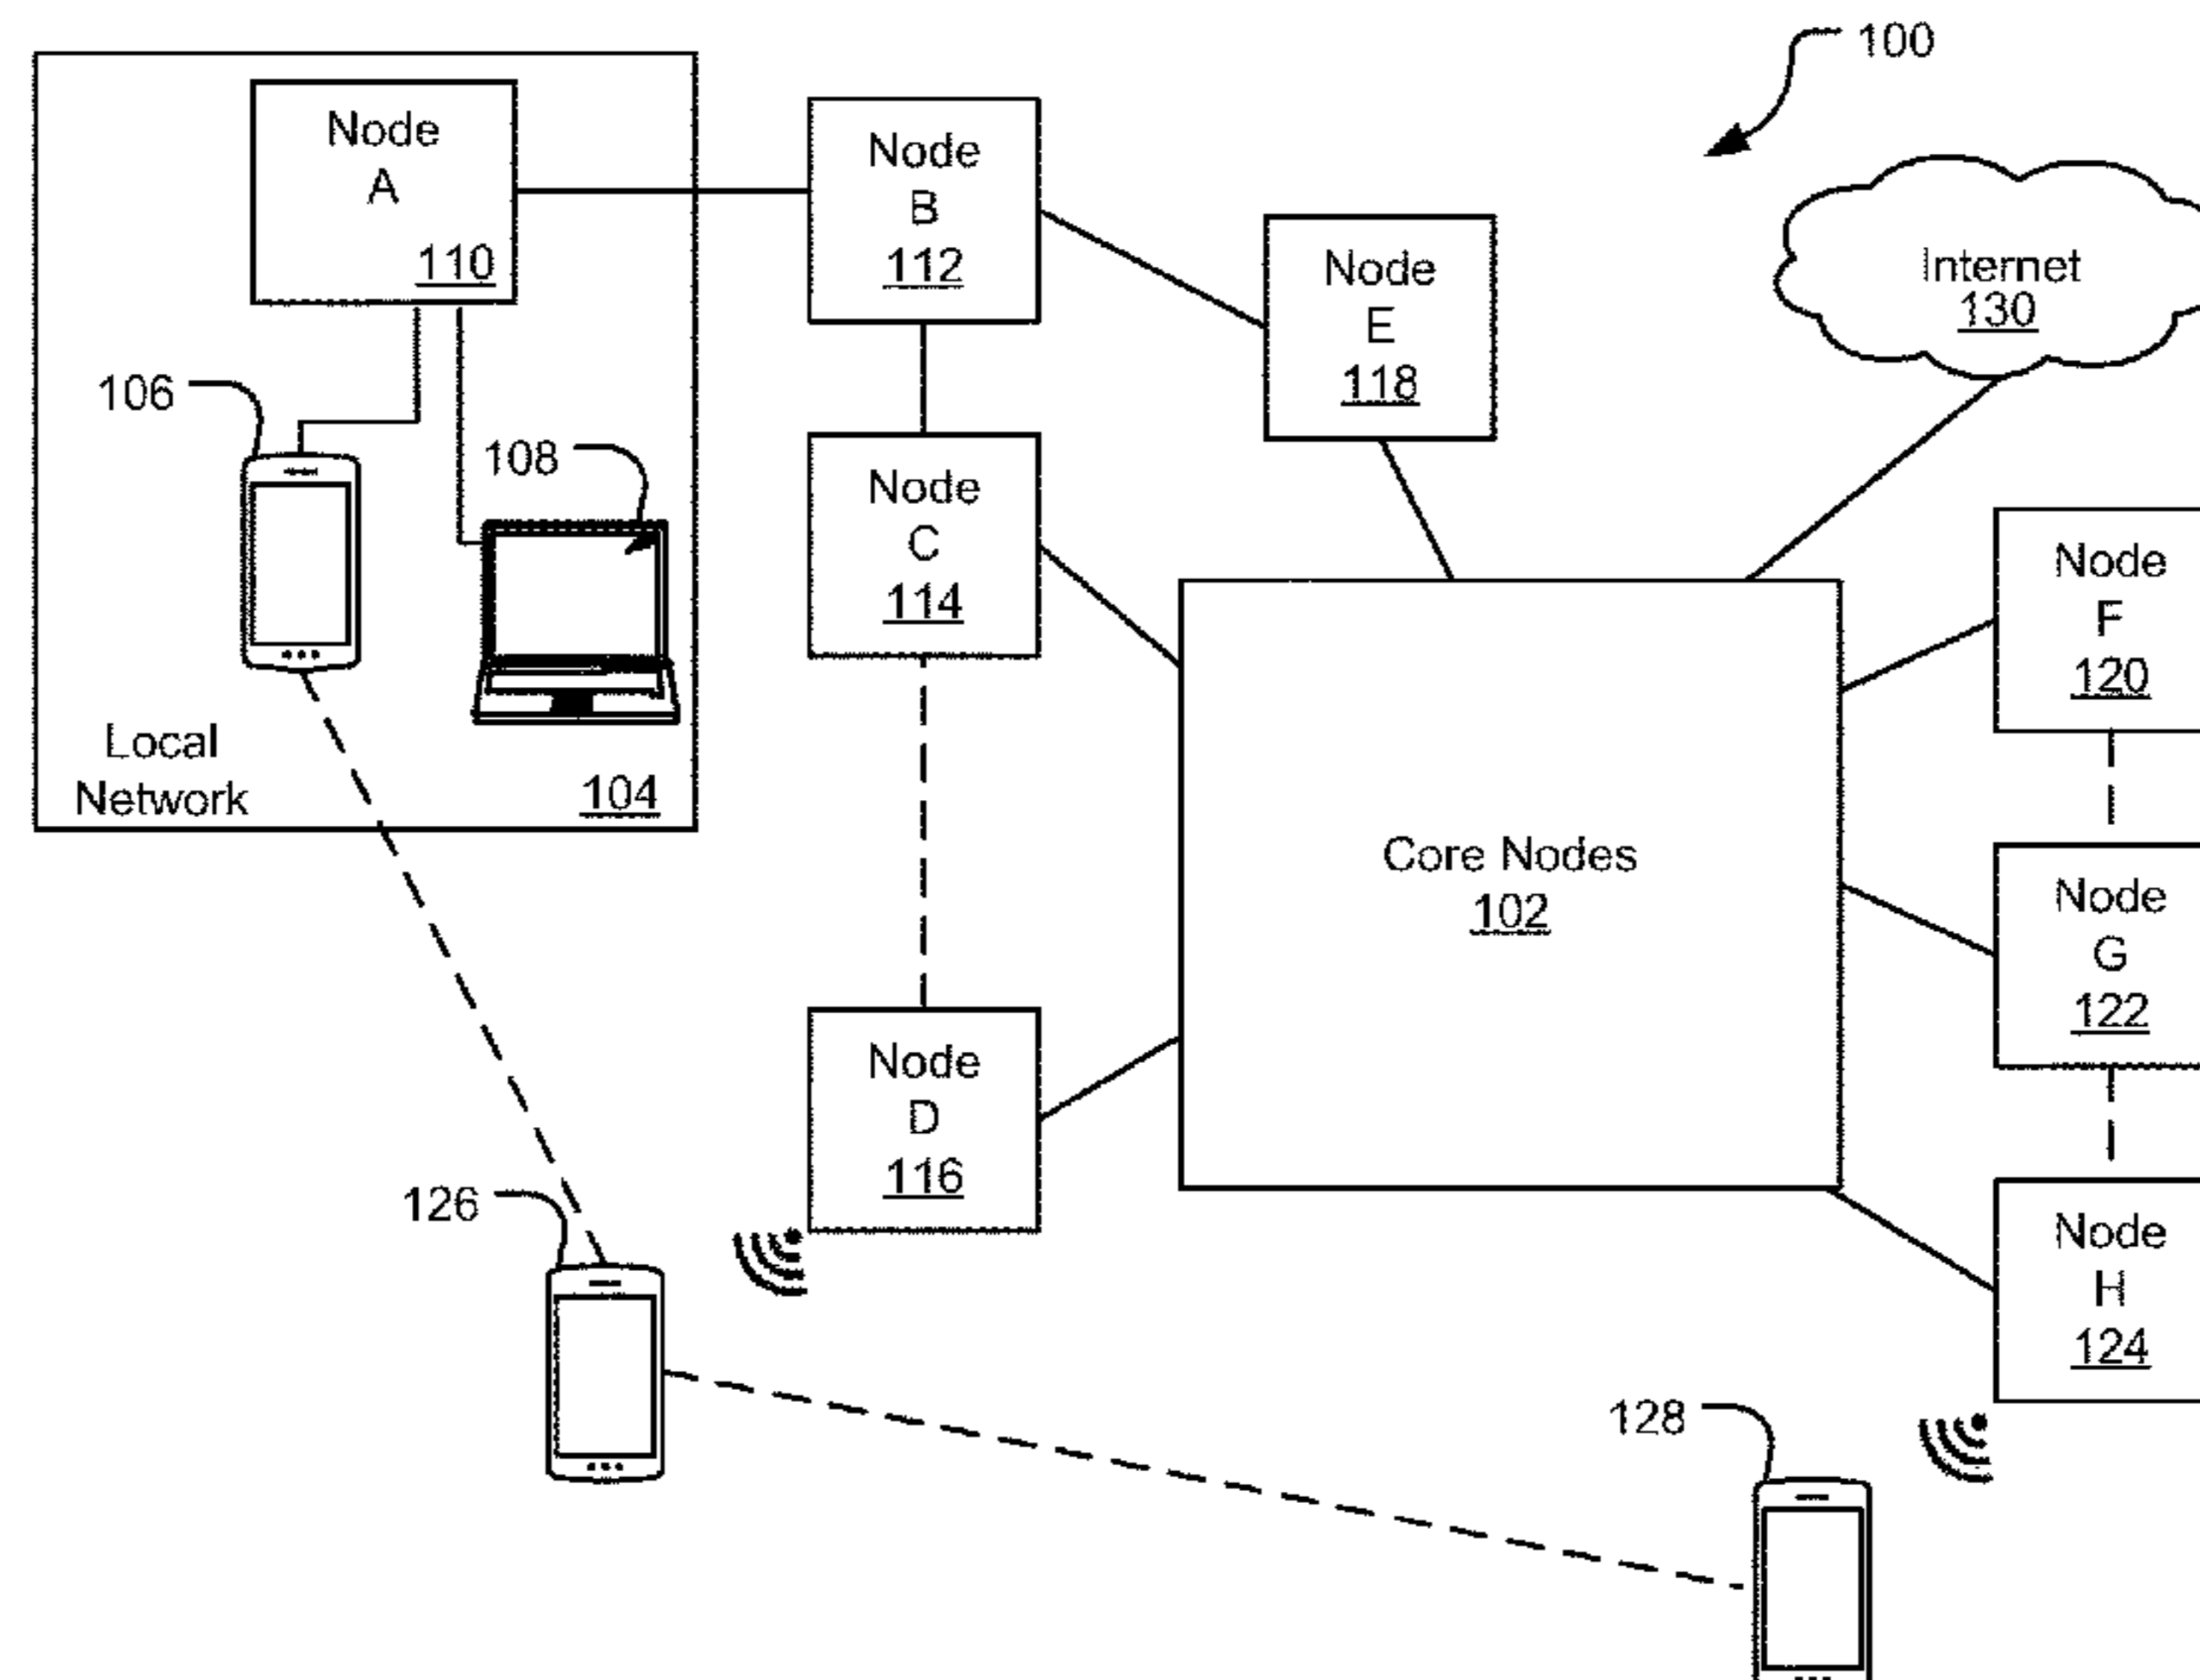 100
Node
A
110
Node
B
112
Node
E
118
Internet
130
106
108
Node
C
114
Node
F
120
Local
Network
104
Core Nodes
102
Node
G
122
Node
D
116
126
Node
H
124
128